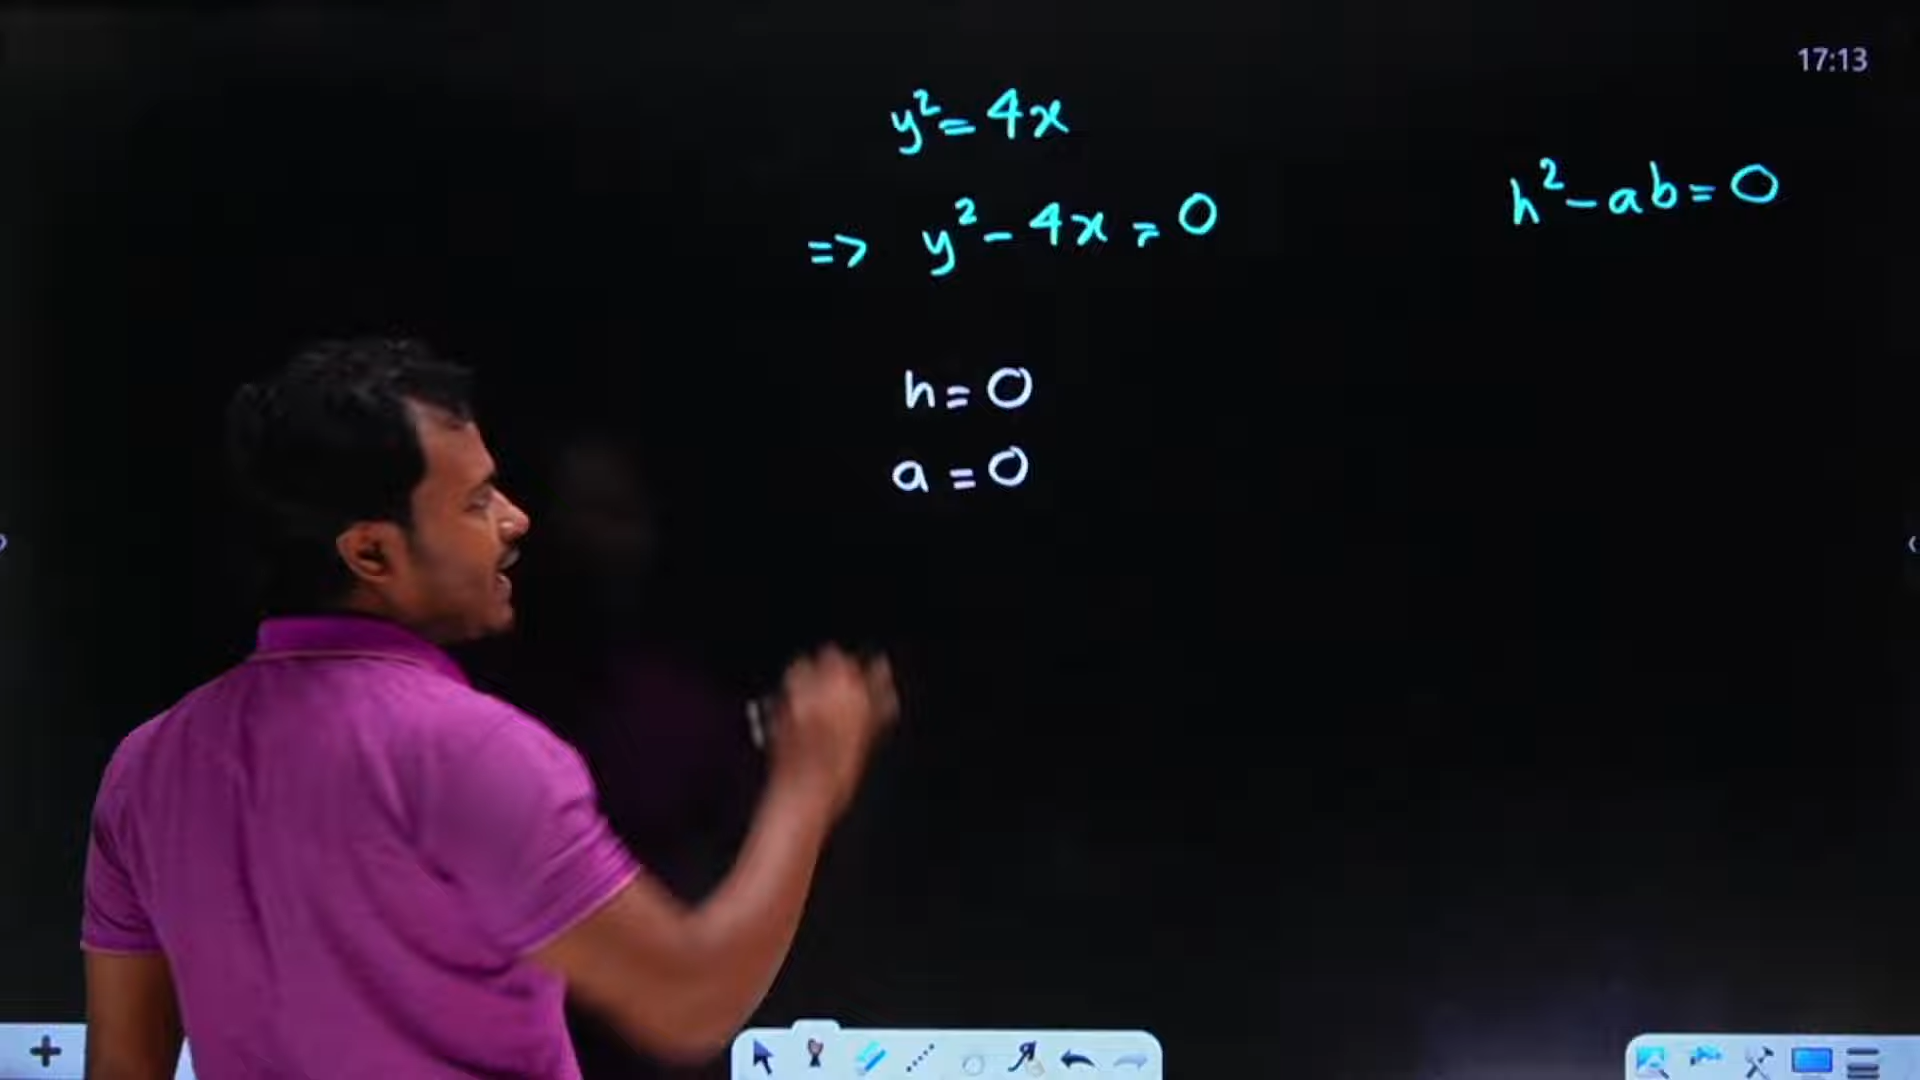 17:13
y² = 4x
=> y² - 4x = 0
h² - ab = 0
h = 0
a = 0